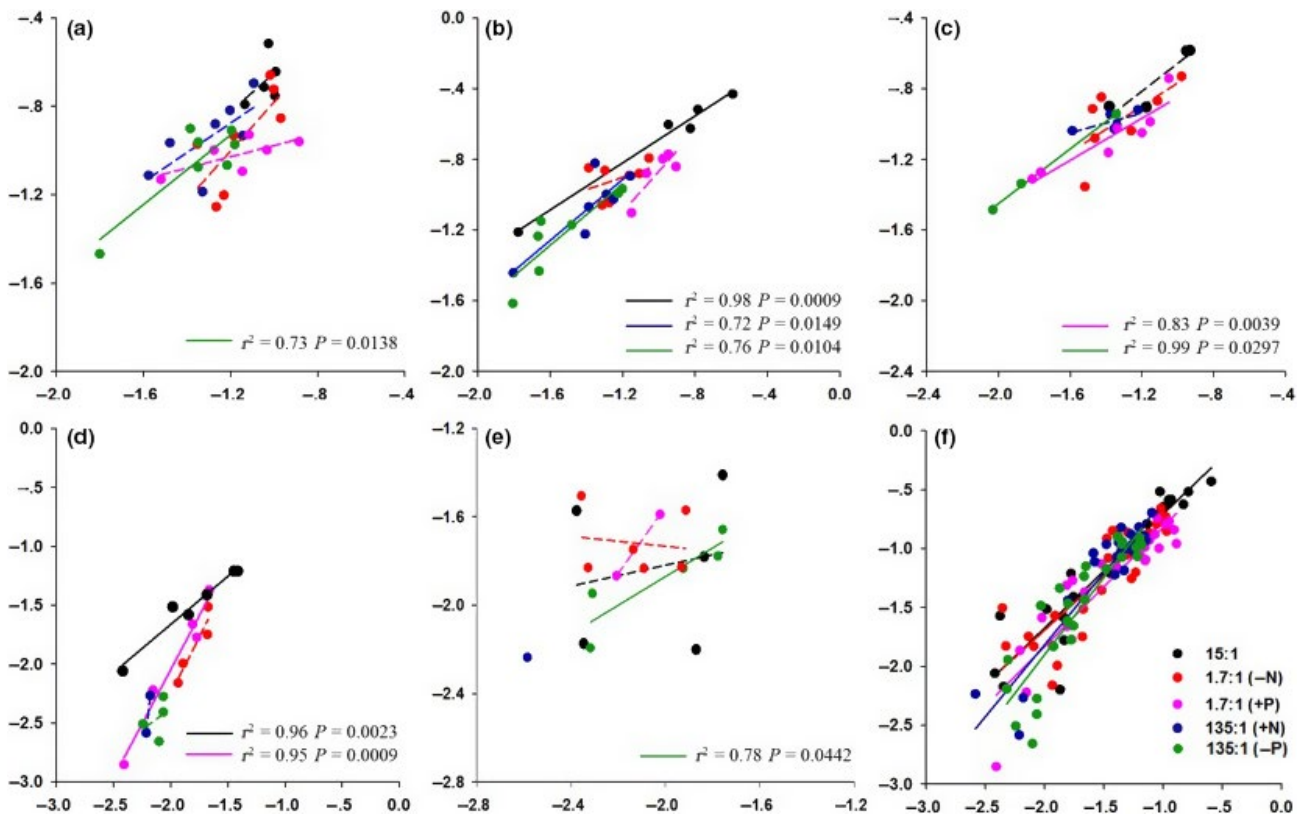 (a)
–.4
–.8
–1.2
–1.6
–2.0
r² = 0.73 P = 0.0138
–2.0 –1.6 –1.2 –.8 –.4
(b)
0.0
–.4
–.8
–1.2
–1.6
–2.0
r² = 0.98 P = 0.0009
r² = 0.72 P = 0.0149
r² = 0.76 P = 0.0104
–2.0 –1.6 –1.2 –.8 –.4 0.0
(c)
–.4
–.8
–1.2
–1.6
–2.0
–2.4
r² = 0.83 P = 0.0039
r² = 0.99 P = 0.0297
–2.0 –1.6 –1.2 –.8 –.4
(d)
0.0
–.5
–1.0
–1.5
–2.0
–2.5
–3.0
r² = 0.96 P = 0.0023
r² = 0.95 P = 0.0009
–3.0 –2.5 –2.0 –1.5 –1.0 –.5 0.0
(e)
–1.2
–1.6
–2.0
–2.4
–2.8
r² = 0.78 P = 0.0442
–2.8 –2.4 –2.0 –1.6 –1.2
(f)
0.0
–.5
–1.0
–1.5
–2.0
–2.5
–3.0
15:1
1.7:1 (–N)
1.7:1 (+P)
135:1 (+N)
135:1 (–P)
–3.0 –2.5 –2.0 –1.5 –1.0 –.5 0.0